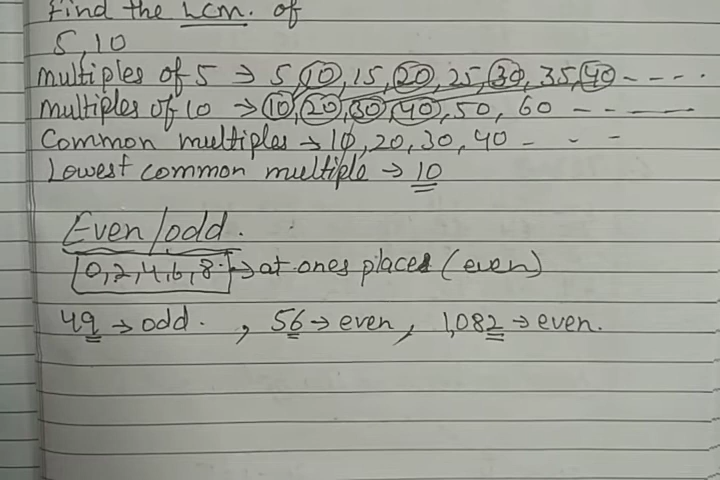 Find the LCM. of
5, 10
multiples of 5 → 5 10, 15, 20, 25, 30, 35, 40 - - - -
multiples of 10 → 10, 20, 30, 40, 50, 60 - - - -
Common multiples → 10, 20, 30, 40 - - -
Lowest common multiple → 10
Even/odd.
0, 2, 4, 6, 8. → at ones place (even)
49 → odd. , 56 → even, 1,082 → even.